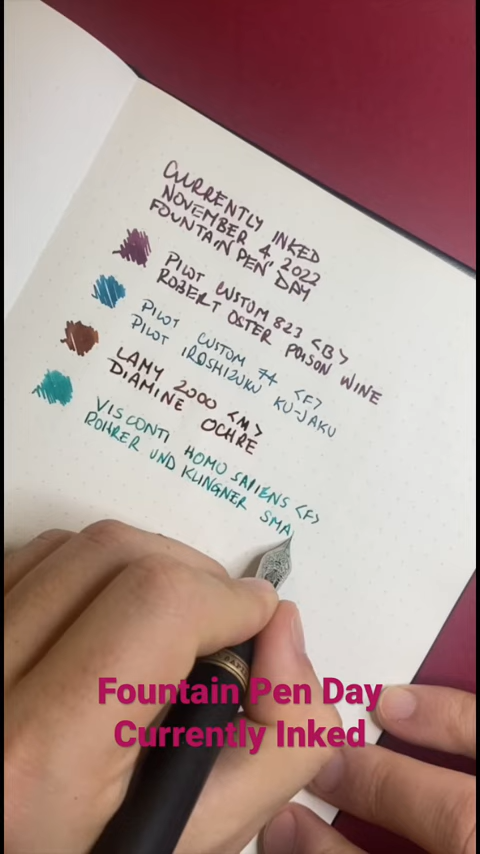 CURRENTLY INKED
NOVEMBER 4, 2022
FOUNTAIN PEN DAY
PILOT CUSTOM 823 <B>
ROBERT OSTER POISON WINE
PILOT CUSTOM 74 <F>
PILOT IROSHIZUKU KU-JAKU
LAMY 2000 <M>
DIAMINE OCHRE
VISCONTI HOMO SAPIENS <F>
ROHRER UND KLINGNER SMA
Fountain Pen Day
Currently Inked